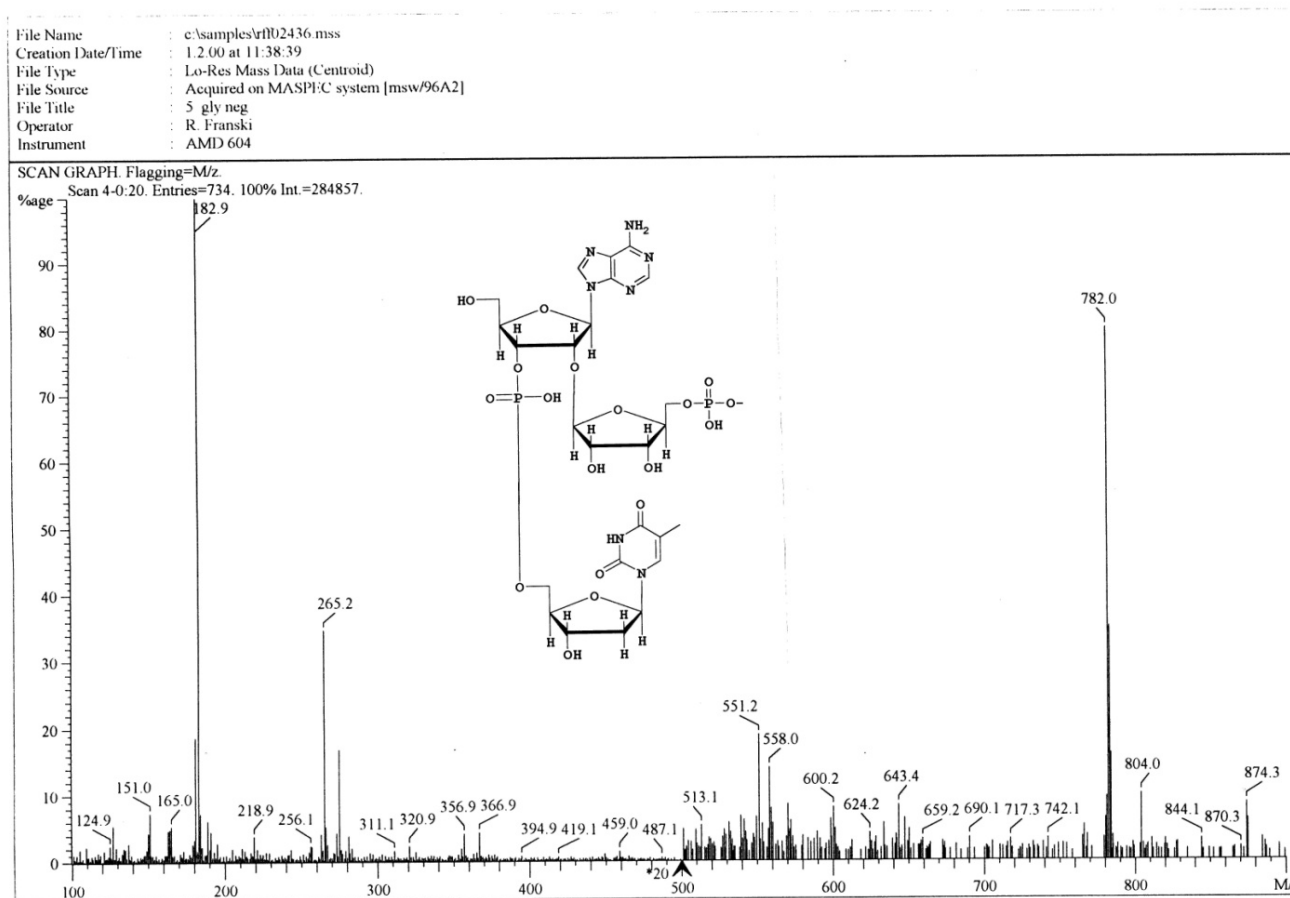 File Name : c:\samples\rfl02436.mss
Creation Date/Time : 1.2.00 at 11:38:39
File Type : Lo-Res Mass Data (Centroid)
File Source : Acquired on MASPEC system [msw/96A2]
File Title : 5 gly neg
Operator : R. Franski
Instrument : AMD 604
SCAN GRAPH. Flagging=M/z.
Scan 4-0:20. Entries=734. 100% Int.=284857.
%age
182.9
90
80
70
60
50
40
30
20
10
0
NH2
N
N
N
N
HO
O
H
H
H
H
O
O
O=P-OH
O
O
O-P-O-
OH
H
H
H
H
OH
OH
O
HN
O
N
O
O
H
H
H
H
H
OH
782.0
265.2
551.2
558.0
151.0
165.0
124.9
218.9
256.1
311.1
320.9
356.9
366.9
394.9
419.1
459.0
487.1
513.1
600.2
624.2
643.4
659.2
690.1
717.3
742.1
804.0
844.1
870.3
874.3
*20
100
200
300
400
500
600
700
800
M/